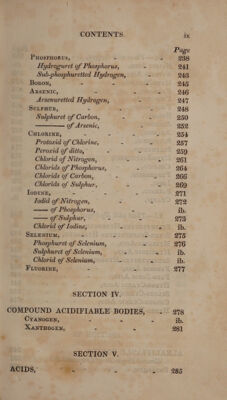 CONTENTS. ix
Page
PHOSPHORUS, - - - 238
Hydroguret of Phosphorus, 241
Sub-phosphuretted Hydrogen, - 243
BORON, - - - 245
ARSENIC, - - - 246
Arsenuretted Hydrogen, - 247
SULPHUR, - - - 248
Sulphuret of Carbon, - 250
——— of Arsenic, - 252
CHLORINE, - - - 254
Protoxid of Chlorine, - 257
Peroxid of ditto, - - 259
Chlorid of Nitrogen, - 261
Chlorids of Phosphorus, - 264
Chlorids of Carbon, - 266
Chlorids of Sulphur, - 269
IODINE, - - - 271
Iodid of Nitrogen, - - 272
—— of Phosphorus, - ib.
—— of Sulphur, - - 273
Chlorid of Iodine, - - ib.
SELENIUM, - - - 275
Phosphuret of Selenium, - 276
Sulphuret of Selenium, - ib.
Chlorid of Selenium, - ib.
FLUORINE, - - - 277
SECTION IV.
COMPOUND ACIDIFIABLE BODIES, - 278
CYANOGEN, - - - ib.
XANTHOGEN, - - - 281
SECTION V.
ACIDS, - - - 285